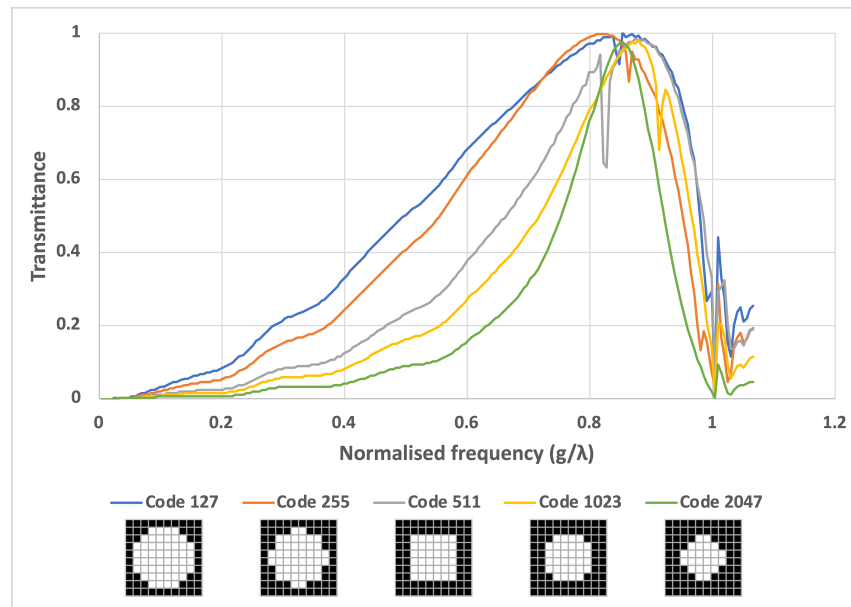 1
0.8
0.6
0.4
0.2
0
Transmittance
0 0.2 0.4 0.6 0.8 1 1.2
Normalised frequency (g/λ)
Code 127 Code 255 Code 511 Code 1023 Code 2047